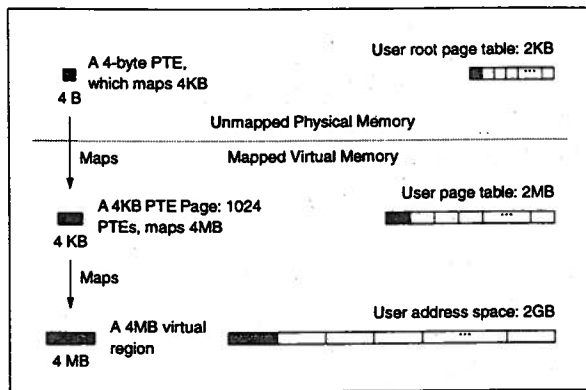 A 4-byte PTE,
which maps 4KB
4 B
User root page table: 2KB
...
Unmapped Physical Memory
Mapped Virtual Memory
Maps
A 4KB PTE Page: 1024
PTEs, maps 4MB
4 KB
User page table: 2MB
...
Maps
A 4MB virtual
region
4 MB
User address space: 2GB
...